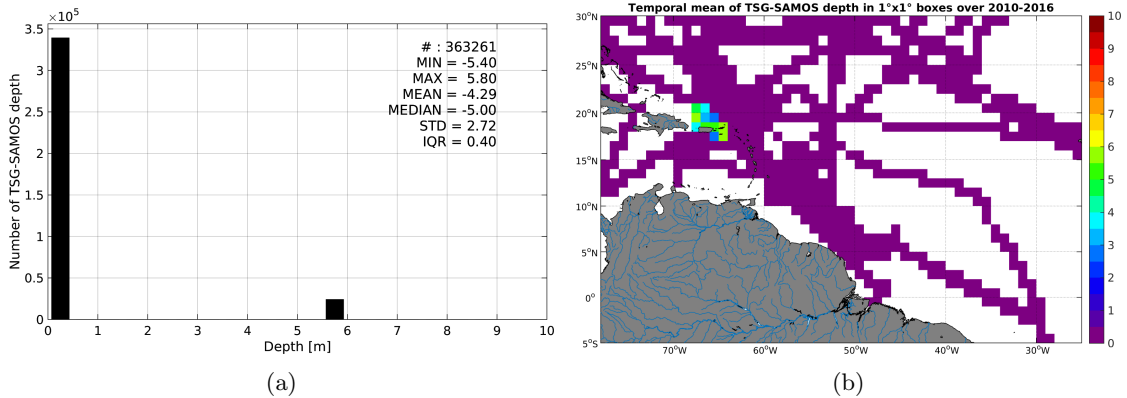 ×10⁵
3.5
3
2.5
2
1.5
1
0.5
0
0 1 2 3 4 5 6 7 8 9 10
Number of TSG-SAMOS depth
Depth [m]
# : 363261
MIN = -5.40
MAX = 5.80
MEAN = -4.29
MEDIAN = -5.00
STD = 2.72
IQR = 0.40
(a)
Temporal mean of TSG-SAMOS depth in 1°x1° boxes over 2010-2016
30°N
25°N
20°N
15°N
10°N
5°N
0°
5°S
70°W 60°W 50°W 40°W 30°W
10
9
8
7
6
5
4
3
2
1
0
(b)